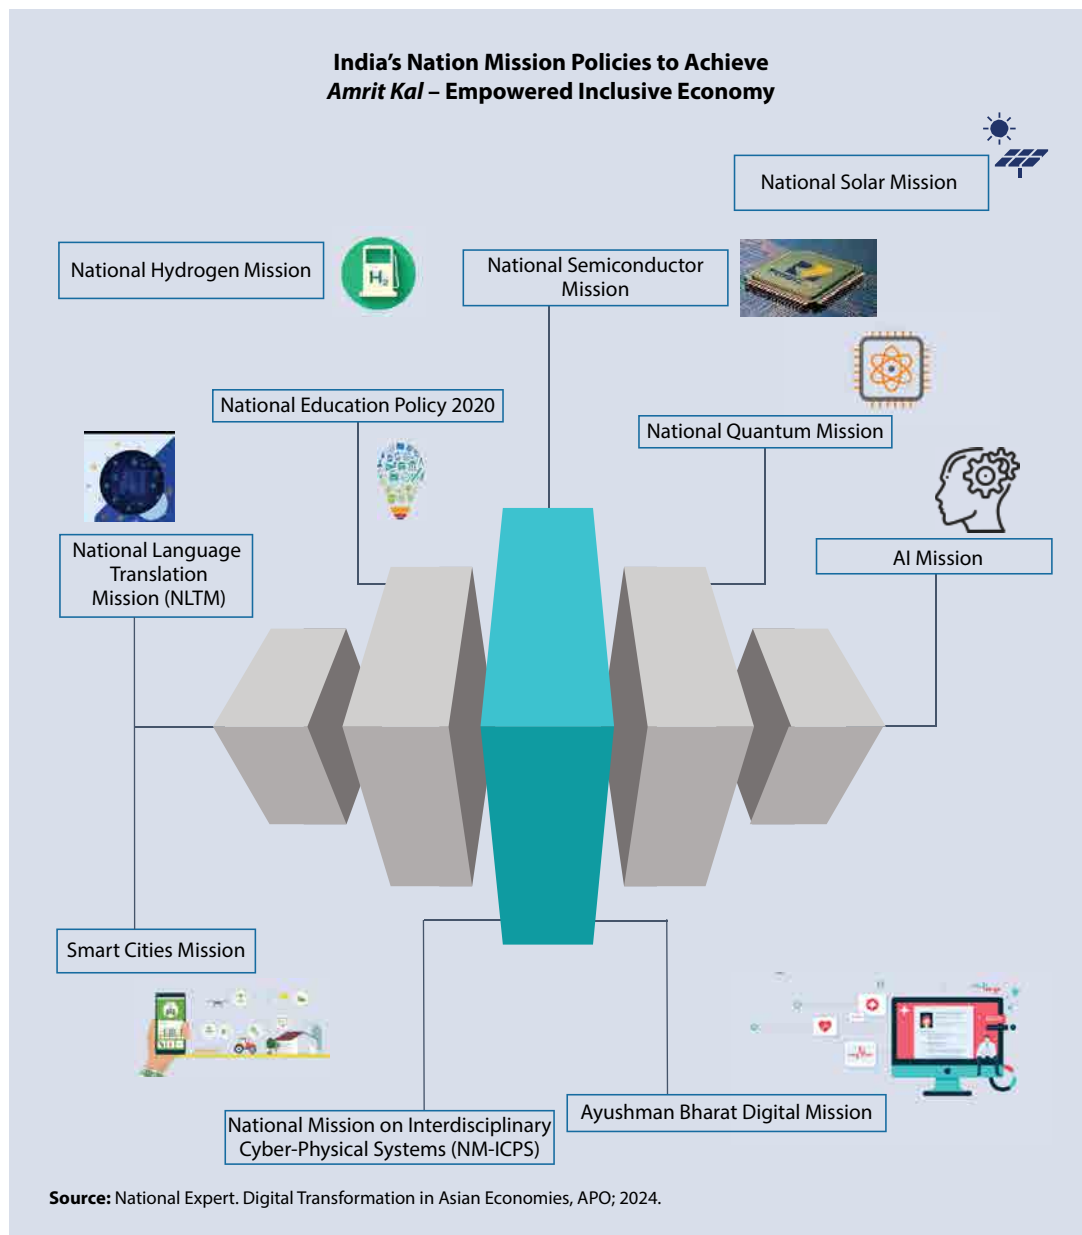 India’s Nation Mission Policies to Achieve
Amrit Kal – Empowered Inclusive Economy
National Solar Mission
National Hydrogen Mission
H2
National Semiconductor
Mission
National Education Policy 2020
National Quantum Mission
National Language
Translation
Mission (NLTM)
AI Mission
Smart Cities Mission
National Mission on Interdisciplinary
Cyber-Physical Systems (NM-ICPS)
Ayushman Bharat Digital Mission
Source: National Expert. Digital Transformation in Asian Economies, APO; 2024.